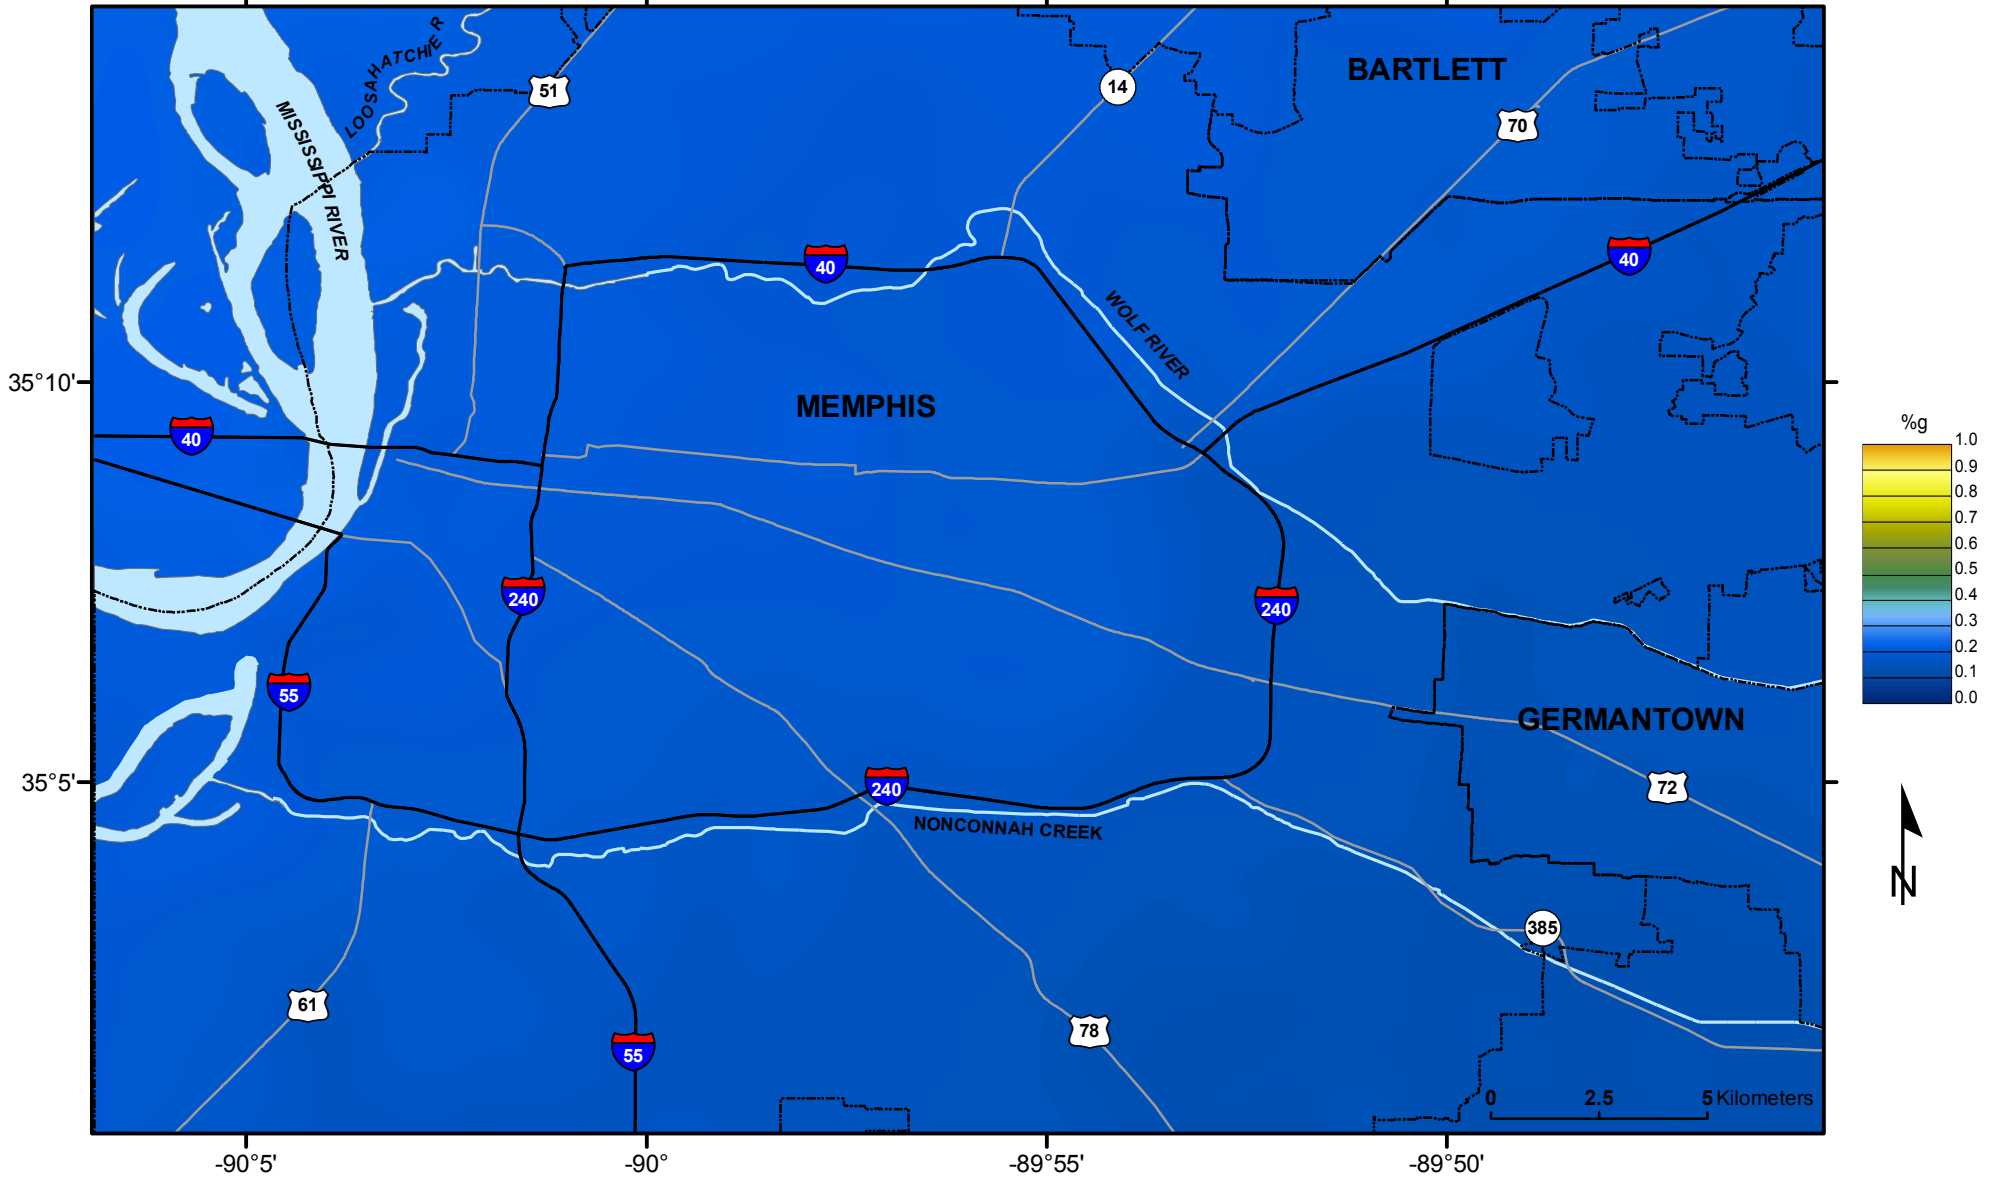 LOOSAHATCHIE R
MISSISSIPPI RIVER
51
14
BARTLETT
70
40
40
WOLF RIVER
35°10'
MEMPHIS
40
%g
1.0
0.9
0.8
0.7
0.6
0.5
0.4
0.3
0.2
0.1
0.0
240
240
55
GERMANTOWN
35°5'
240
72
NONCONNAH CREEK
N
385
61
78
55
0 2.5 5 Kilometers
-90°5' -90° -89°55' -89°50'